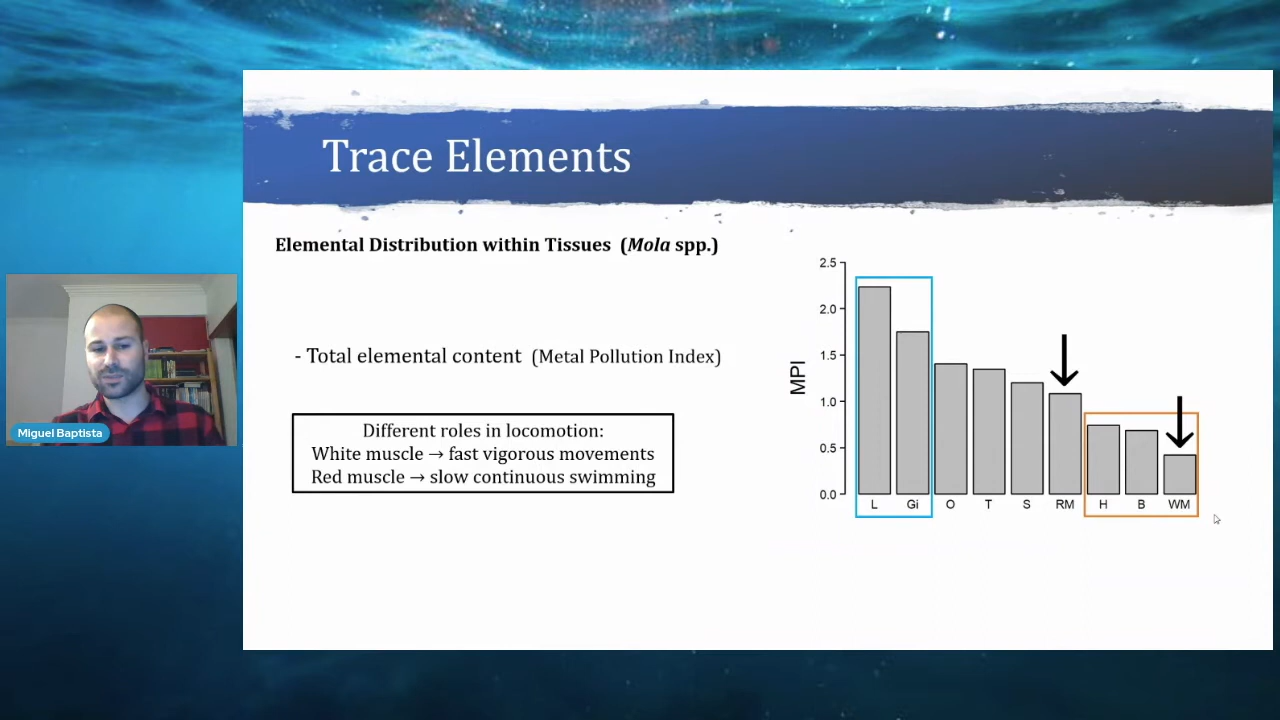 Trace Elements
Elemental Distribution within Tissues (Mola spp.)
- Total elemental content (Metal Pollution Index)
Different roles in locomotion:
White muscle → fast vigorous movements
Red muscle → slow continuous swimming
MPI
2.5
2.0
1.5
1.0
0.5
0.0
L Gi O T S RM H B WM
Miguel Baptista